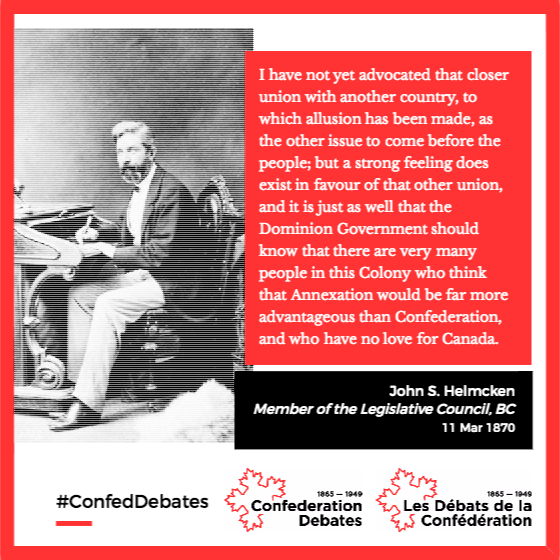 I have not yet advocated that closer
union with another country, to
which allusion has been made, as
the other issue to come before the
people; but a strong feeling does
exist in favour of that other union,
and it is just as well that the
Dominion Government should
know that there are very many
people in this Colony who think
that Annexation would be far more
advantageous than Confederation,
and who have no love for Canada.
John S. Helmcken
Member of the Legislative Council, BC
11 Mar 1870
#ConfedDebates
1865 — 1949
Confederation
Debates
1865 — 1949
Les Débats de la
Confédération